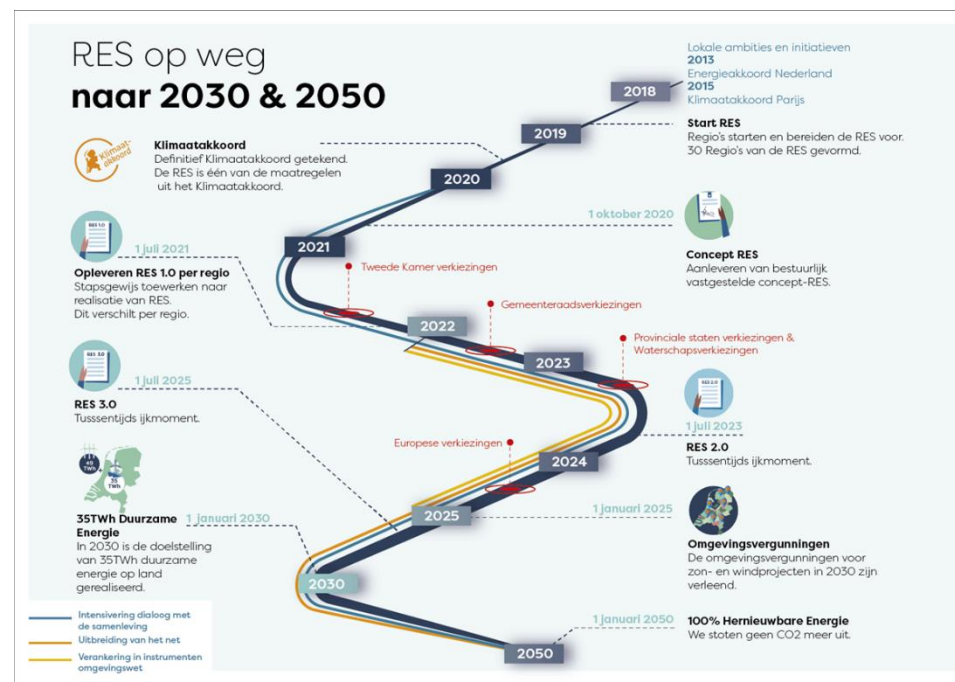 RES op weg
naar 2030 & 2050
Lokale ambities en initiatieven
2013
Energieakkoord Nederland
2015
Klimaatakkoord Parijs
2018
Start RES
Regio's starten en bereiden de RES voor.
30 Regio's van de RES gevormd.
2019
Klimaat-
akkoord
Klimaatakkoord
Definitief Klimaatakkoord getekend.
De RES is één van de maatregelen
uit het Klimaatakkoord.
2020
1 oktober 2020
Concept RES
Aanleveren van bestuurlijk
vastgestelde concept-RES.
2021
RES 1.0
1 juli 2021
Opleveren RES 1.0 per regio
Stapsgewijs toewerken naar
realisatie van RES.
Dit verschilt per regio.
Tweede Kamer verkiezingen
2022
Gemeenteraadsverkiezingen
2023
Provinciale staten verkiezingen &
Waterschapsverkiezingen
RES 2.0
1 juli 2023
RES 2.0
Tusssentijds ijkmoment.
RES 3.0
1 juli 2025
RES 3.0
Tusssentijds ijkmoment.
Europese verkiezingen
2024
2025
1 januari 2025
Omgevingsvergunningen
De omgevingsvergunningen voor
zon- en windprojecten in 2030 zijn
verleend.
49
TWh
35
TWh
35TWh Duurzame
Energie
1 januari 2030
In 2030 is de doelstelling
van 35TWh duurzame
energie op land
gerealiseerd.
2030
1 januari 2050
100% Hernieuwbare Energie
We stoten geen CO2 meer uit.
2050
Intensivering dialoog met
de samenleving
Uitbreiding van het net
Verankering in instrumenten
omgevingswet